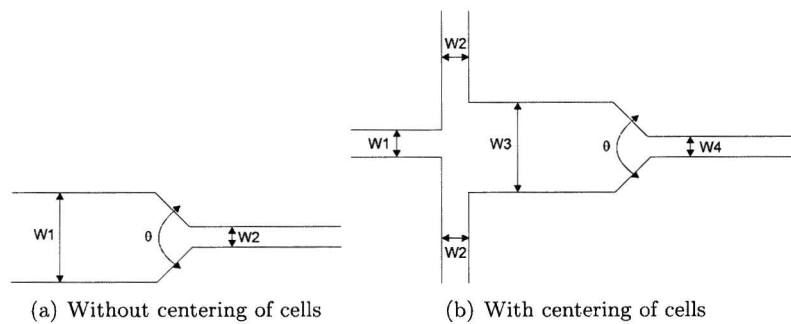 W1
θ
W2
(a) Without centering of cells
W2
W1
W3
θ
W4
W2
(b) With centering of cells